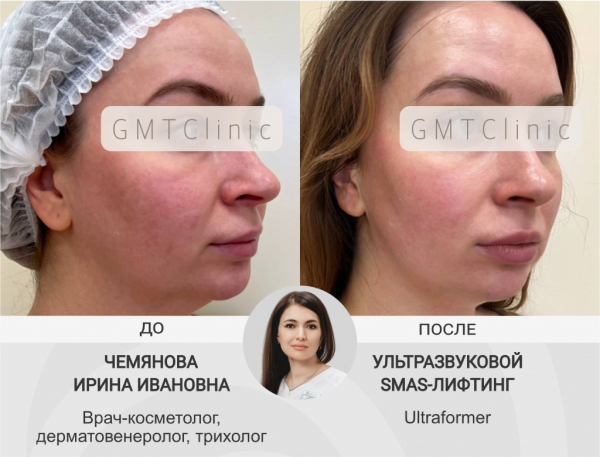 GMTClinic
GMTClinic
ДО
ПОСЛЕ
ЧЕМЯНОВА
ИРИНА ИВАНОВНА
Врач-косметолог,
дерматовенеролог, трихолог
УЛЬТРАЗВУКОВОЙ
SMAS-ЛИФТИНГ
Ultraformer